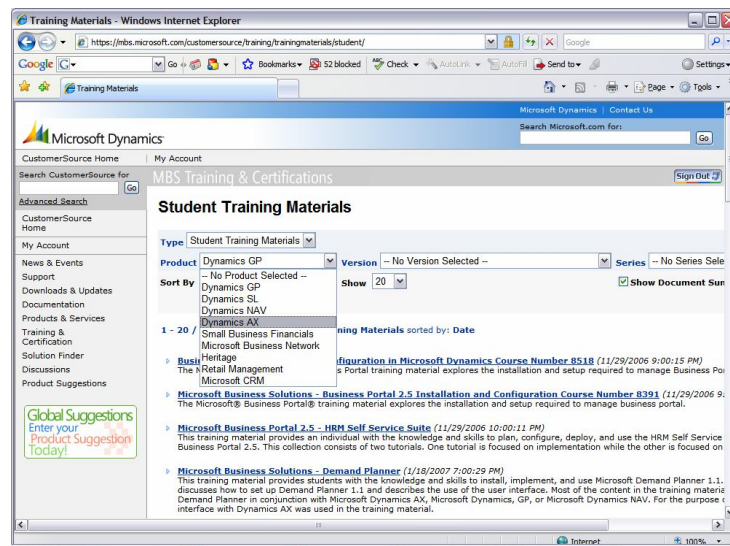 Training Materials - Windows Internet Explorer
https://mbs.microsoft.com/customersource/training/trainingmaterials/student/
Google
Google G Go Bookmarks 52 blocked Check AutoLink AutoFill Send to Settings
Training Materials Page Tools
Microsoft Dynamics | Contact Us
Microsoft Dynamics
Search Microsoft.com for:
Go
CustomerSource Home | My Account
Search CustomerSource for
Go
Advanced Search
MBS Training & Certifications
Sign Out
CustomerSource
Home
My Account
News & Events
Support
Downloads & Updates
Documentation
Products & Services
Training &
Certification
Solution Finder
Discussions
Product Suggestions
Global Suggestions
Enter your
Product Suggestion
Today!
Student Training Materials
Type Student Training Materials
Product Dynamics GP Version -- No Version Selected -- Series -- No Series Sele
Sort By Show 20 Show Document Sum
-- No Product Selected --
Dynamics GP
Dynamics SL
Dynamics NAV
Dynamics AX
Small Business Financials
Microsoft Business Network
Heritage
Retail Management
Microsoft CRM
1 - 20 / ning Materials sorted by: Date
Busi figuration in Microsoft Dynamics Course Number 8518 (11/29/2006 9:00:15 PM)
The M s Portal training material explores the installation and setup required to manage Business Po
Microsoft Business Solutions - Business Portal 2.5 Installation and Configuration Course Number 8391 (11/29/2006 9:
The Microsoft® Business Portal® training material explores the installation and setup required to manage business portal.
Microsoft Business Portal 2.5 - HRM Self Service Suite (11/29/2006 10:00:11 PM)
This training material provides an individual with the knowledge and skills to plan, configure, deploy, and use the HRM Self Service
Business Portal 2.5. This collection consists of two tutorials. One tutorial is focused on implementation while the other is focused on
Microsoft Business Solutions - Demand Planner (1/18/2007 7:00:29 PM)
This training material provides students with the knowledge and skills to install, implement, and use Microsoft Demand Planner 1.1.
discusses how to set up Demand Planner 1.1 and describes the use of the user interface. Most of the content in the training materia
Demand Planner in conjunction with Microsoft Dynamics AX, Microsoft Dynamics, GP, or Microsoft Dynamics NAV. For the purpose o
interface with Dynamics AX was used in the training material.
Internet 100%